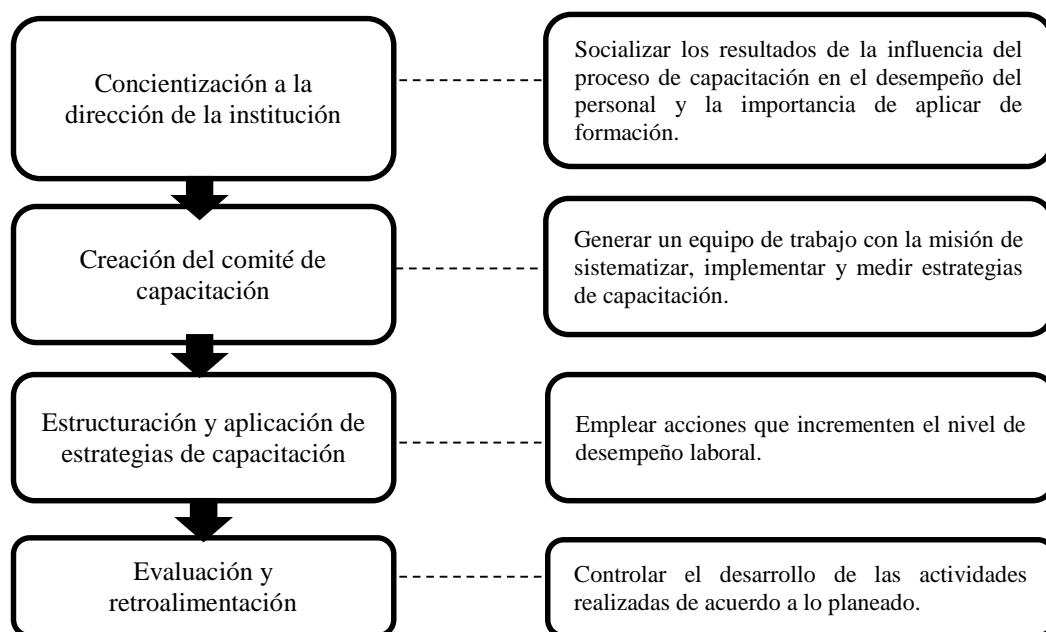 Concientización a la
dirección de la institución
Socializar los resultados de la influencia del
proceso de capacitación en el desempeño del
personal y la importancia de aplicar de
formación.
Creación del comité de
capacitación
Generar un equipo de trabajo con la misión de
sistematizar, implementar y medir estrategias
de capacitación.
Estructuración y aplicación de
estrategias de capacitación
Emplear acciones que incrementen el nivel de
desempeño laboral.
Evaluación y
retroalimentación
Controlar el desarrollo de las actividades
realizadas de acuerdo a lo planeado.